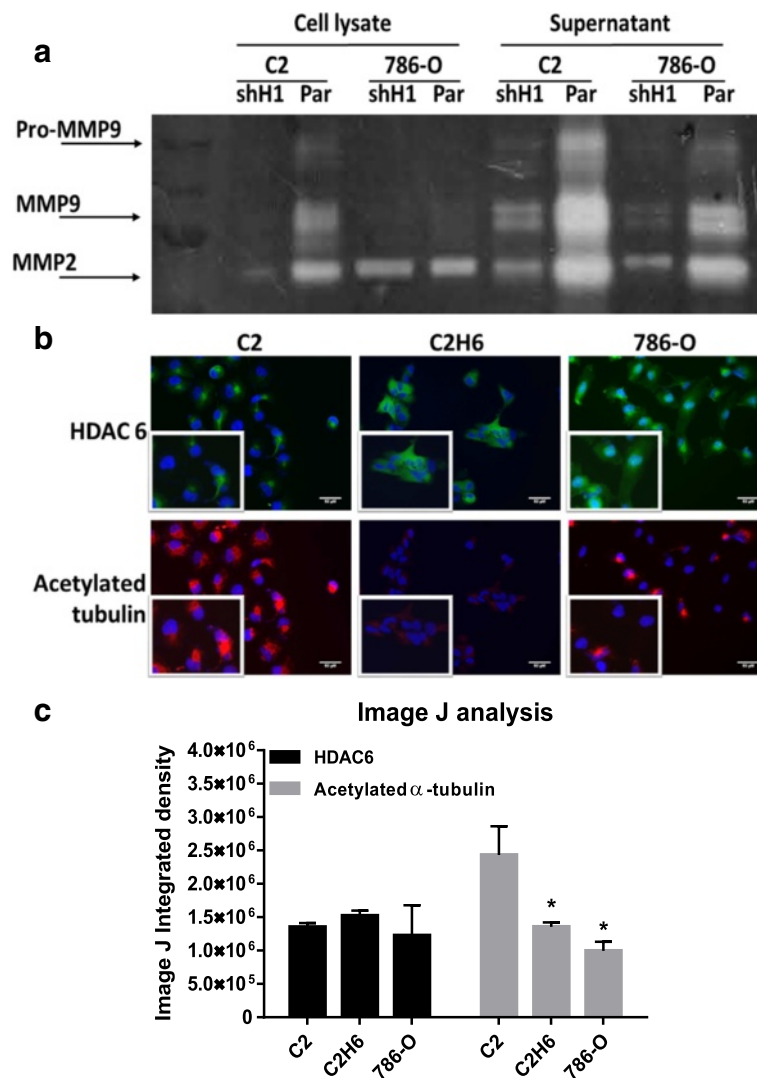 a
Cell lysate Supernatant
C2 786-O C2 786-O
shH1 Par shH1 Par shH1 Par shH1 Par
Pro-MMP9
MMP9
MMP2
b
C2 C2H6 786-O
HDAC 6
Acetylated
tubulin
c
Image J analysis
Image J Integrated density
4.0×10⁶
3.5×10⁶
3.0×10⁶
2.5×10⁶
2.0×10⁶
1.5×10⁶
1.0×10⁶
5.0×10⁵
0
HDAC6
Acetylated α-tubulin
* *
C2 C2H6 786-O C2 C2H6 786-O